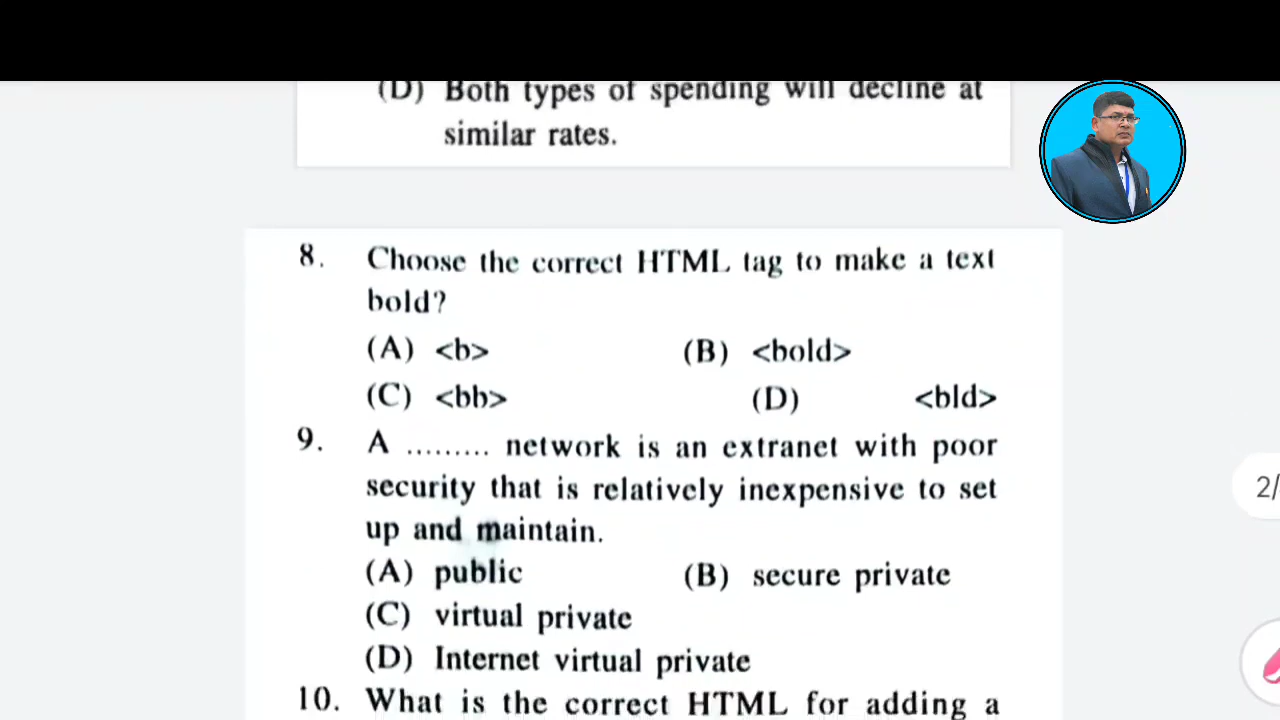 (D) Both types of spending will decline at
similar rates.
8. Choose the correct HTML tag to make a text
bold?
(A) <b> (B) <bold>
(C) <bb> (D) <bld>
9. A ......... network is an extranet with poor
security that is relatively inexpensive to set
up and maintain.
(A) public (B) secure private
(C) virtual private
(D) Internet virtual private
10. What is the correct HTML for adding a
2/